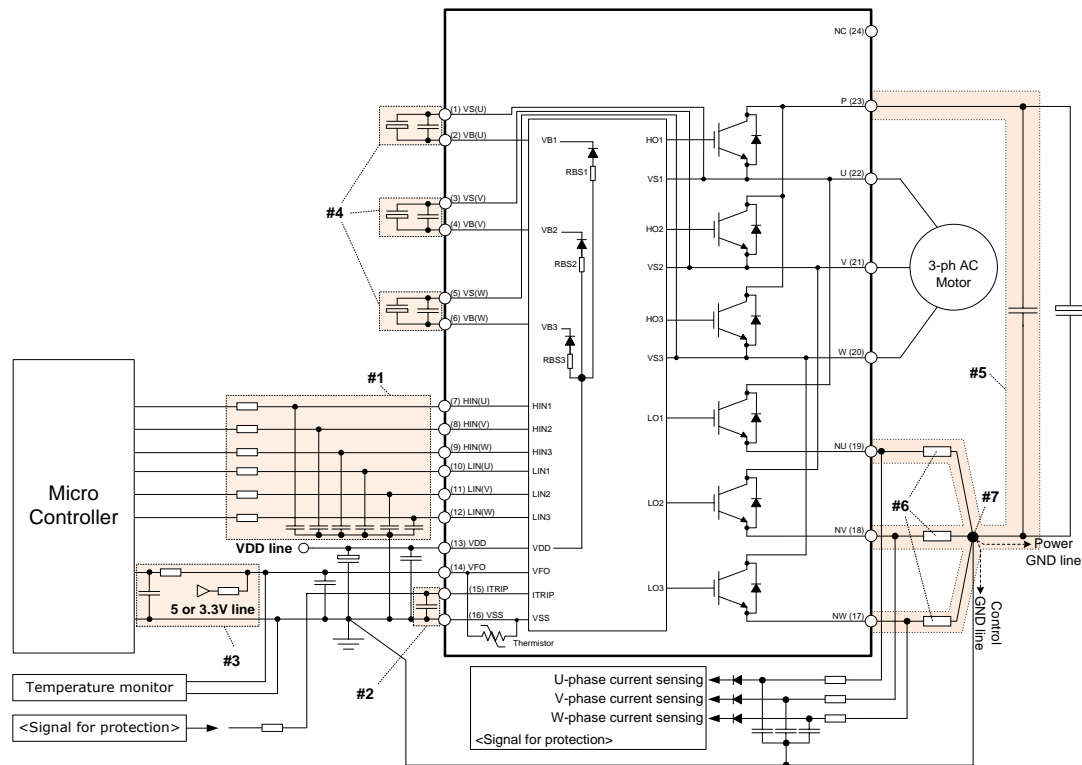 NC (24)
P (23)
U (22)
V (21)
W (20)
NU (19)
NV (18)
NW (17)
(1) VS(U)
(2) VB(U)
(3) VS(V)
(4) VB(V)
(5) VS(W)
(6) VB(W)
(7) HIN(U)
(8) HIN(V)
(9) HIN(W)
(10) LIN(U)
(11) LIN(V)
(12) LIN(W)
(13) VDD
(14) VFO
(15) ITRIP
(16) VSS
VB1
RBS1
VB2
RBS2
VB3
RBS3
HIN1
HIN2
HIN3
LIN1
LIN2
LIN3
VDD
VFO
ITRIP
VSS
Thermistor
HO1
VS1
HO2
VS2
HO3
VS3
LO1
LO2
LO3
3-ph AC
Motor
#4
#1
#5
#6
#7
#3
#2
Micro
Controller
VDD line
5 or 3.3V line
Power
GND line
Control
GND line
Temperature monitor
<Signal for protection>
U-phase current sensing
V-phase current sensing
W-phase current sensing
<Signal for protection>